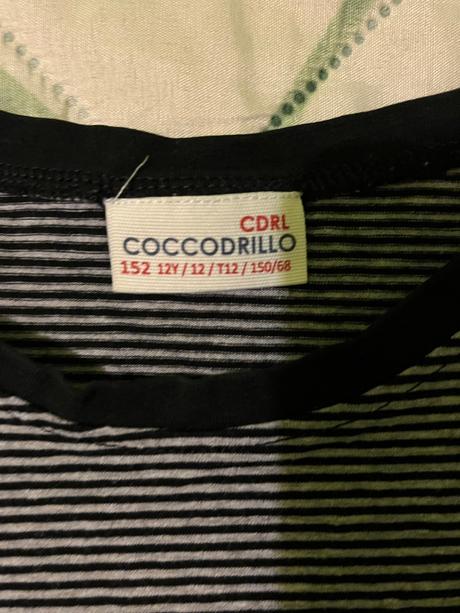 CDRL
COCCODRILLO
152 12Y / 12 / T12 / 150/68